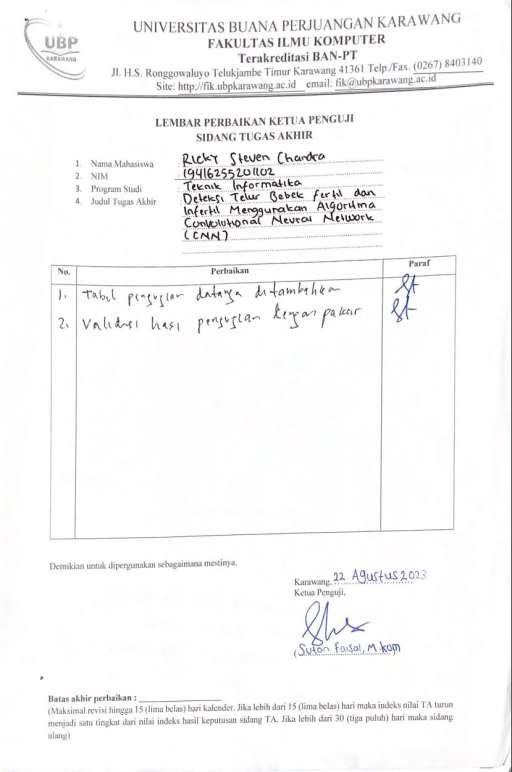 UBP
KARAWANG
UNIVERSITAS BUANA PERJUANGAN KARAWANG
FAKULTAS ILMU KOMPUTER
Terakreditasi BAN-PT
Jl. H.S. Ronggowaluyo Telukjambe Timur Karawang 41361 Telp./Fax. (0267) 8403140
Site: http://fik.ubpkarawang.ac.id email: fik@ubpkarawang.ac.id
LEMBAR PERBAIKAN KETUA PENGUJI
SIDANG TUGAS AKHIR
1. Nama Mahasiswa : Ricky Steven Chandra
2. NIM : 19416255201102
3. Program Studi : Teknik Informatika
4. Judul Tugas Akhir : Deteksi Telur Bebek fertil dan
Infertil Menggunakan Algoritma
Convolutional Neural Network
(CNN)
No. Perbaikan Paraf
1. Tabel pengujian datanya ditambahkan
2. Validasi hasi pengujian dengan pakar
Demikian untuk dipergunakan sebagaimana mestinya.
Karawang, 22 Agustus 2023
Ketua Penguji,
(Sutan Faisal, M.kom
Batas akhir perbaikan :
(Maksimal revisi hingga 15 (lima belas) hari kalender. Jika lebih dari 15 (lima belas) hari maka indeks nilai TA turun
menjadi satu tingkat dari nilai indeks hasil keputusan sidang TA. Jika lebih dari 30 (tiga puluh) hari maka sidang
ulang)